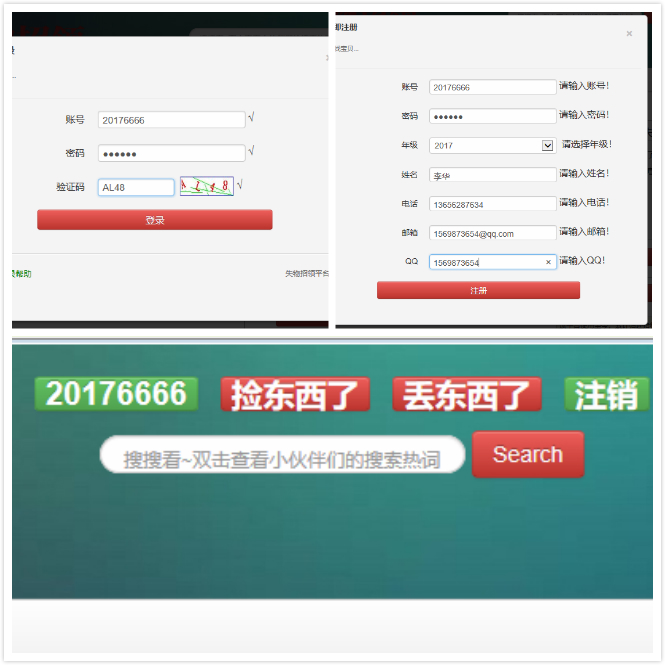 账号 20176666 √
密码 ●●●●●● √
验证码 AL48 √
登录
帮助
失物招领平台
即注册 ×
账号 20176666 请输入账号!
密码 ●●●●●● 请输入密码!
年级 2017 请选择年级!
姓名 李华 请输入姓名!
电话 13656287634 请输入电话!
邮箱 1569873654@qq.com 请输入邮箱!
QQ 1569873654 × 请输入QQ!
注册
20176666 捡东西了 丢东西了 注销
搜搜看~双击查看小伙伴们的搜索热词 Search